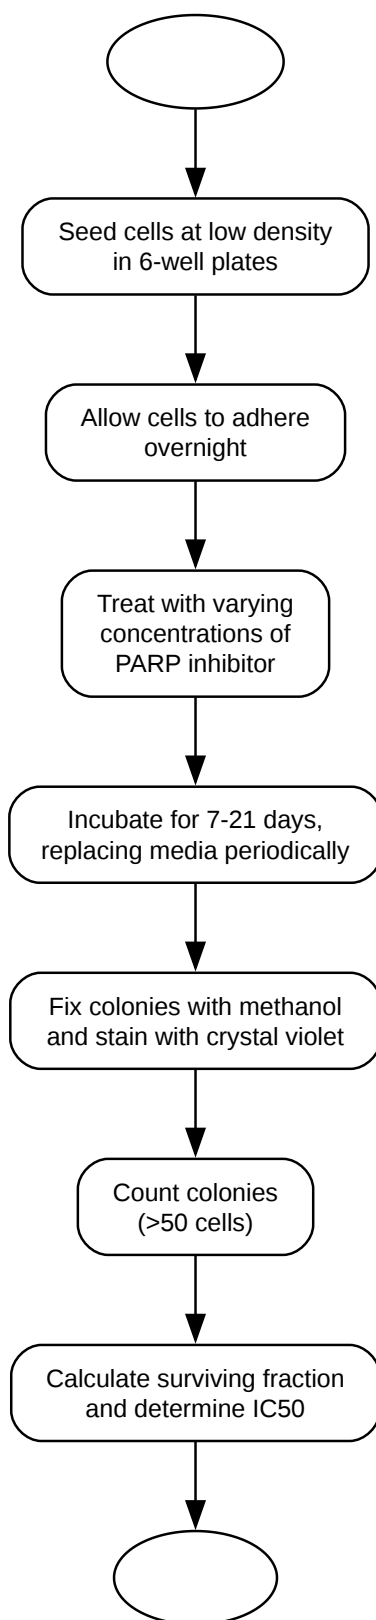 Seed cells at low density
in 6-well plates
Allow cells to adhere
overnight
Treat with varying
concentrations of
PARP inhibitor
Incubate for 7-21 days,
replacing media periodically
Fix colonies with methanol
and stain with crystal violet
Count colonies
(>50 cells)
Calculate surviving fraction
and determine IC50